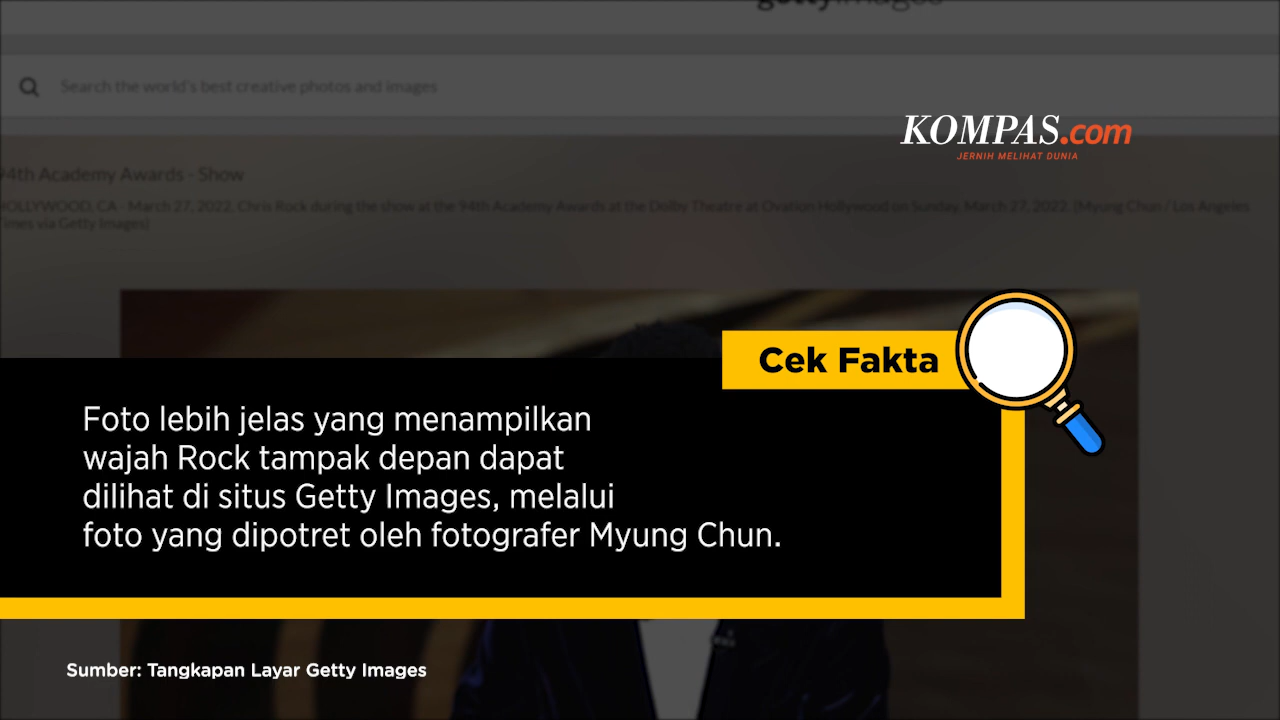 gettyimages
Search the world's best creative photos and images
KOMPAS.com
JERNIH MELIHAT DUNIA
94th Academy Awards - Show
HOLLYWOOD, CA - March 27, 2022. Chris Rock during the show at the 94th Academy Awards at the Dolby Theatre at Ovation Hollywood on Sunday, March 27, 2022. (Myung Chun / Los Angeles
Times via Getty Images)
Cek Fakta
Foto lebih jelas yang menampilkan
wajah Rock tampak depan dapat
dilihat di situs Getty Images, melalui
foto yang dipotret oleh fotografer Myung Chun.
Sumber: Tangkapan Layar Getty Images